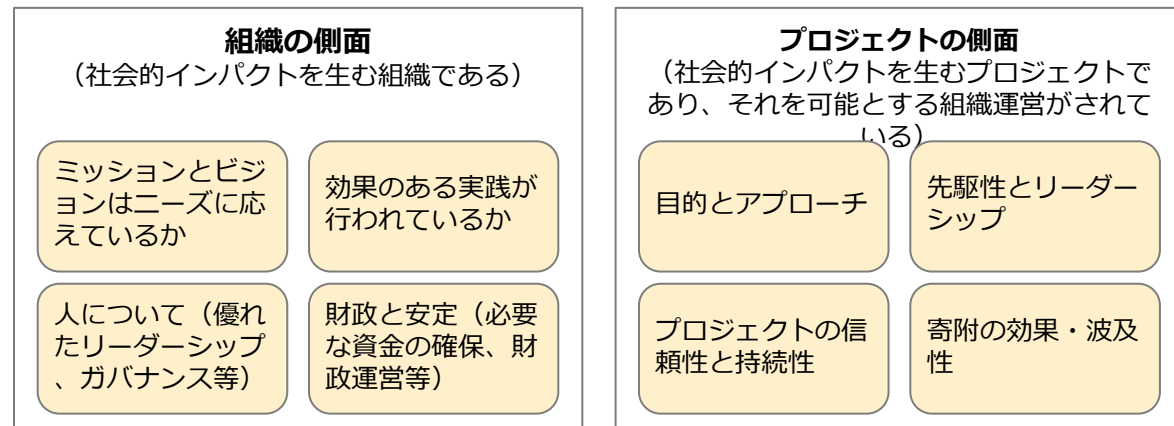 組織の側面
（社会的インパクトを生む組織である）
ミッションとビジ
ョンはニーズに応
えているか
効果のある実践が
行われているか
人について（優れ
たリーダーシップ
、ガバナンス等）
財政と安定（必要
な資金の確保、財
政運営等）
プロジェクトの側面
（社会的インパクトを生むプロジェクトで
あり、それを可能とする組織運営がされて
いる）
目的とアプローチ
先駆性とリーダー
シップ
プロジェクトの信
頼性と持続性
寄附の効果・波及
性